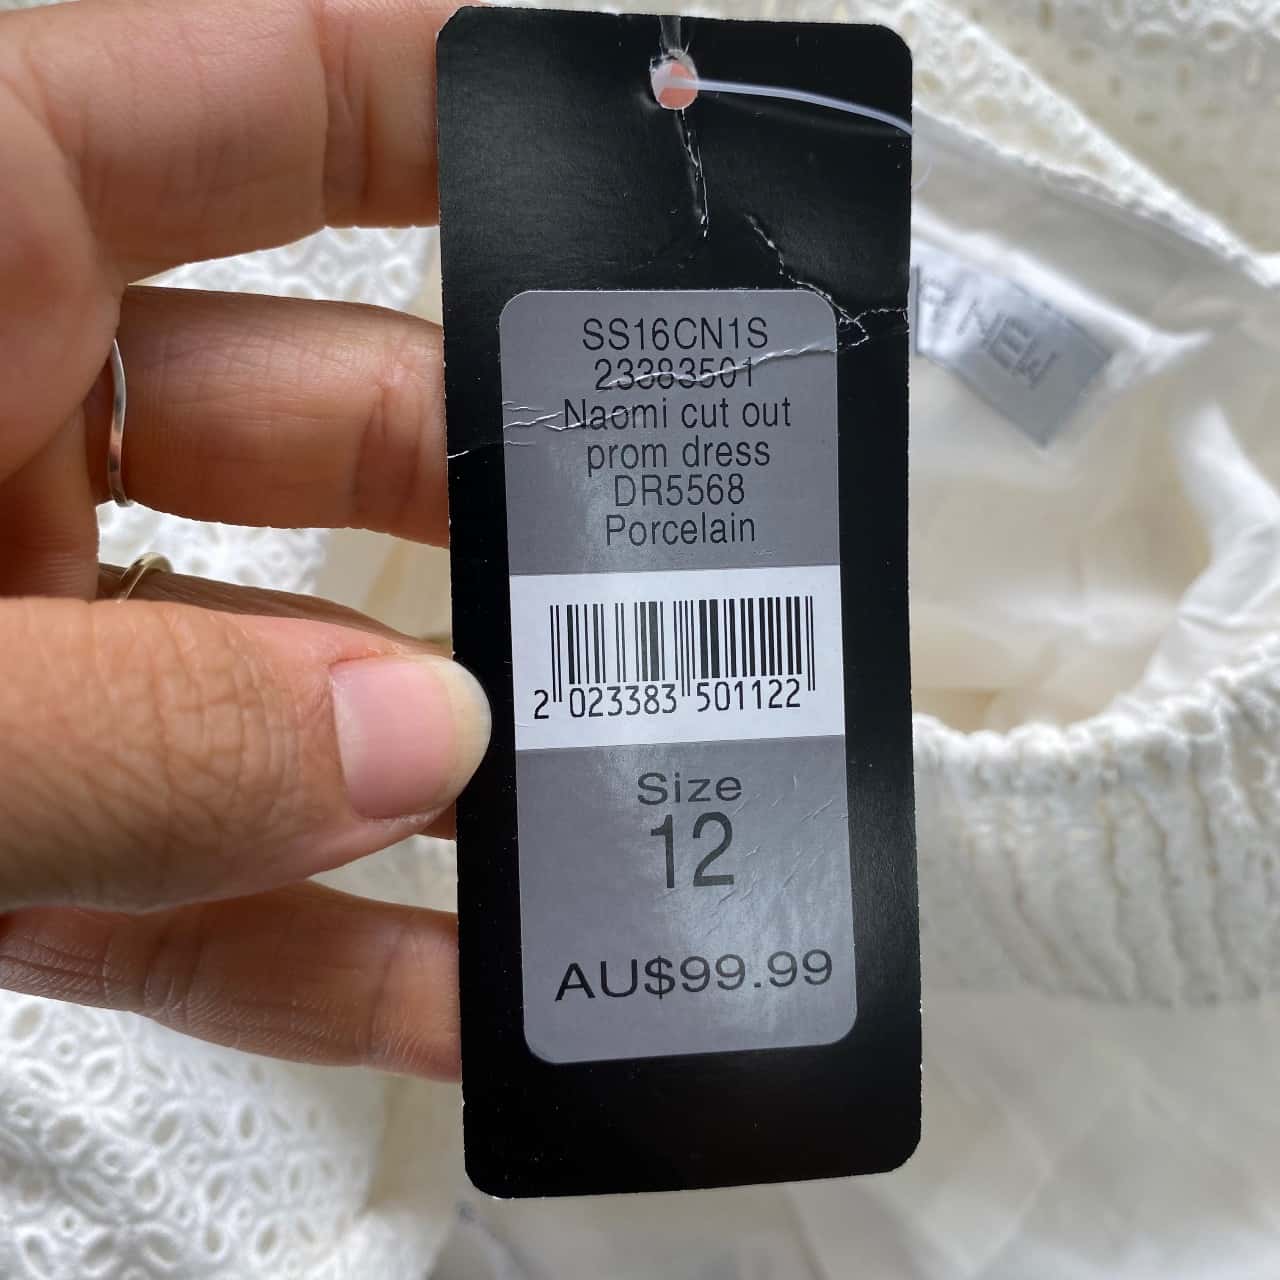 SS16CN1S
23383501
Naomi cut out
prom dress
DR5568
Porcelain
2 023383 501122
Size
12
AU$99.99